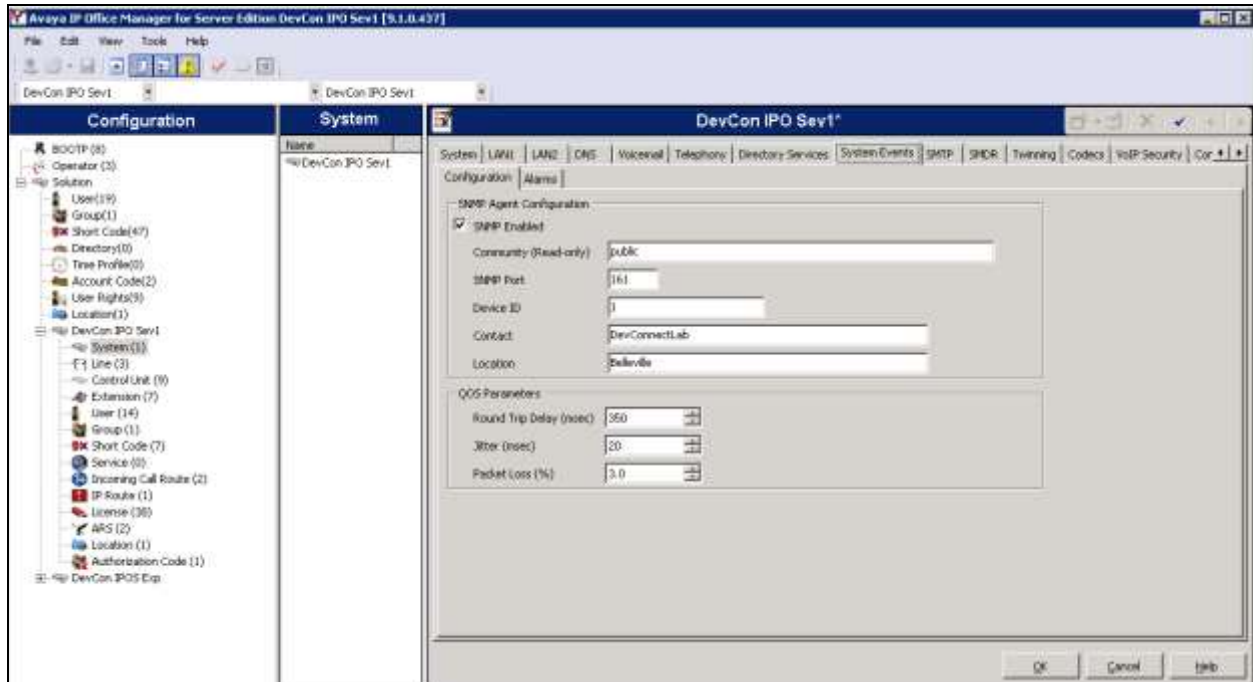 Avaya IP Office Manager for Server Edition DevCon IPO Sev1 [9.1.0.437]
File Edit View Tools Help
DevCon IPO Sev1 DevCon IPO Sev1
Configuration
BOOTP (8)
Operator (3)
Solution
User(19)
Group(1)
Short Code(47)
Directory(0)
Time Profile(0)
Account Code(2)
User Rights(9)
Location(1)
DevCon IPO Sev1
System (1)
Line (3)
Control Unit (9)
Extension (7)
User (14)
Group (1)
Short Code (7)
Service (0)
Incoming Call Route (2)
IP Route (1)
License (38)
ARS (2)
Location (1)
Authorization Code (1)
DevCon IPOS Exp
System
Name
DevCon IPO Sev1
DevCon IPO Sev1*
System LAN1 LAN2 DNS Voicemail Telephony Directory Services System Events SMTP SMDR Twinning Codecs VoIP Security Cor
Configuration Alarms
SNMP Agent Configuration
SNMP Enabled
Community (Read-only) public
SNMP Port 161
Device ID 1
Contact DevConnectLab
Location Belleville
QOS Parameters
Round Trip Delay (msec) 350
Jitter (msec) 20
Packet Loss (%) 3.0
OK Cancel Help